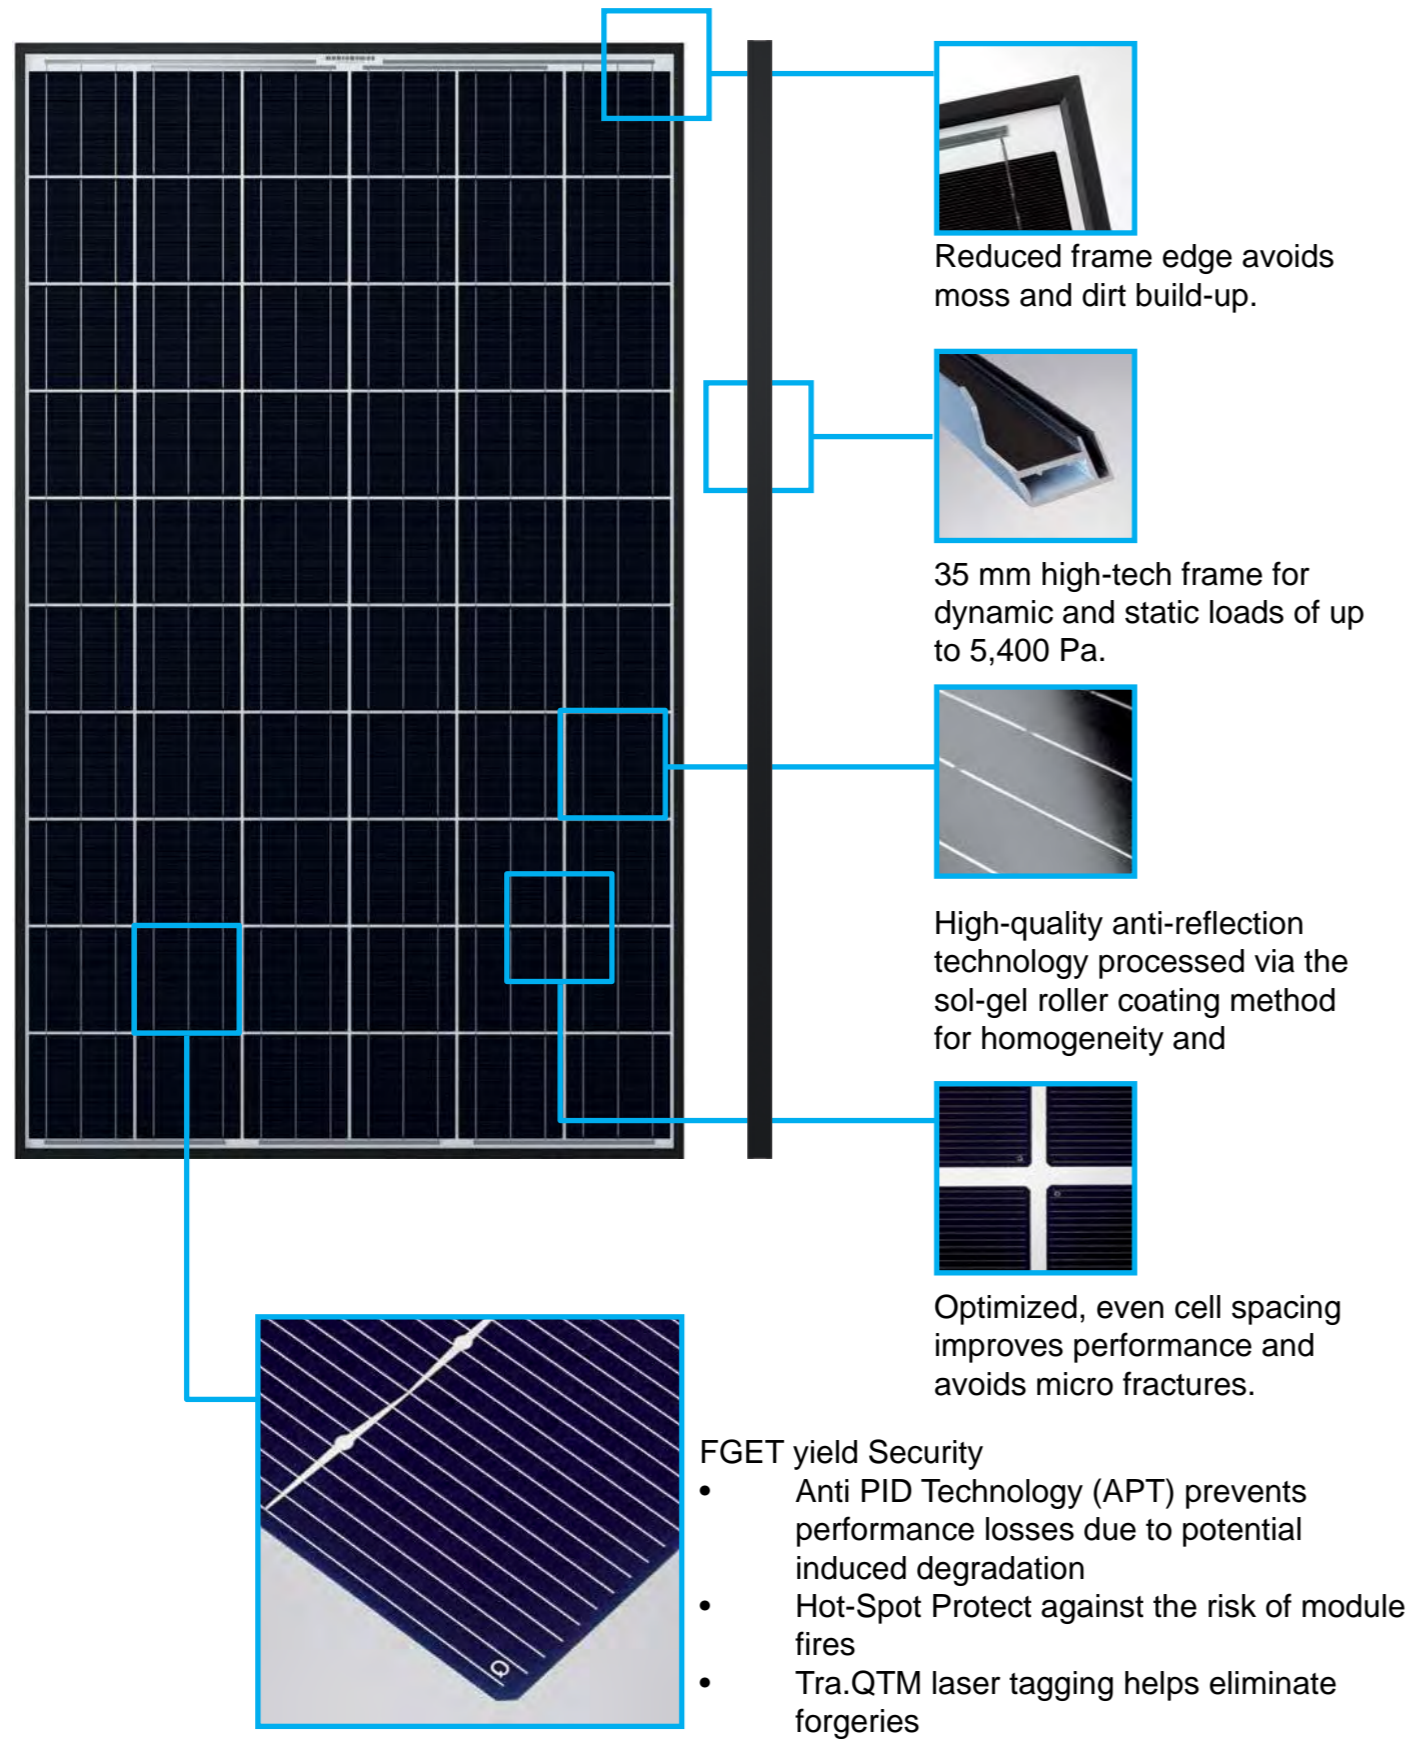 Reduced frame edge avoids
moss and dirt build-up.
35 mm high-tech frame for
dynamic and static loads of up
to 5,400 Pa.
High-quality anti-reflection
technology processed via the
sol-gel roller coating method
for homogeneity and
Optimized, even cell spacing
improves performance and
avoids micro fractures.
FGET yield Security
• Anti PID Technology (APT) prevents
performance losses due to potential
induced degradation
• Hot-Spot Protect against the risk of module
fires
• Tra.QTM laser tagging helps eliminate
forgeries
Q